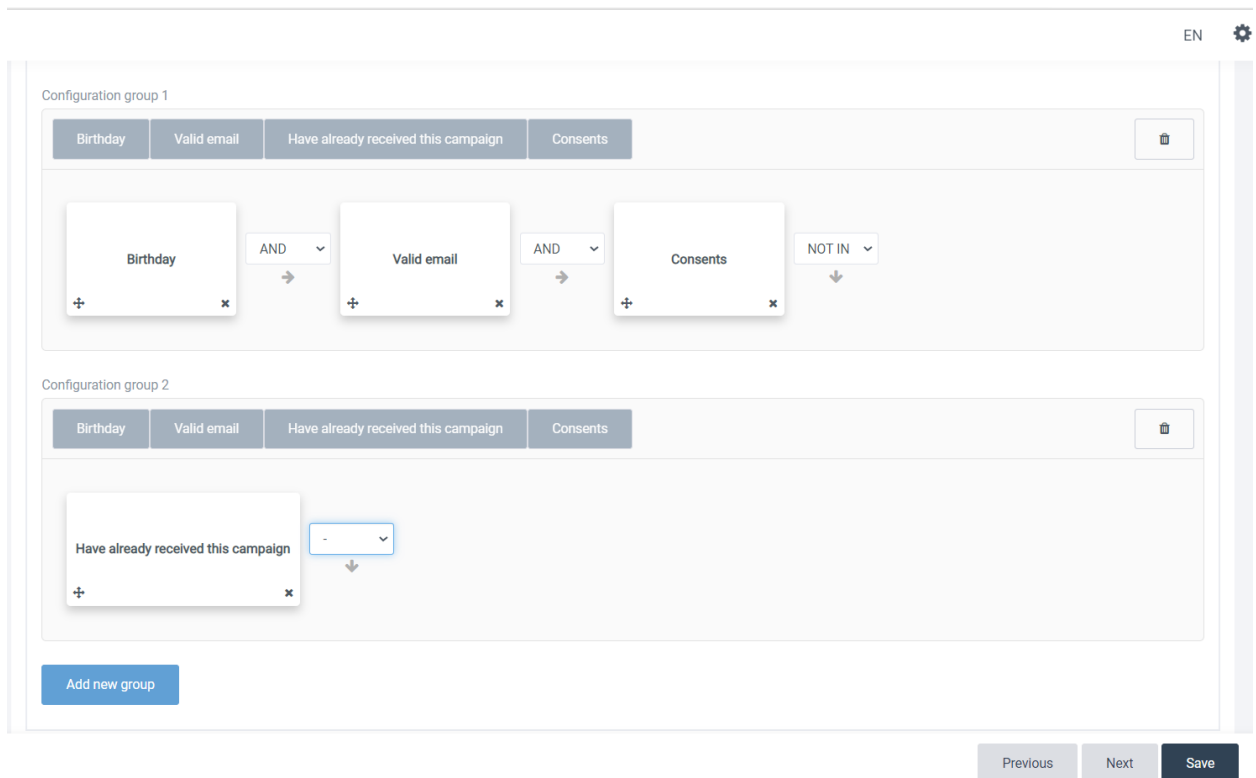 EN
Configuration group 1
Birthday Valid email Have already received this campaign Consents
Birthday AND Valid email AND Consents NOT IN
Configuration group 2
Birthday Valid email Have already received this campaign Consents
Have already received this campaign -
Add new group
Previous Next Save